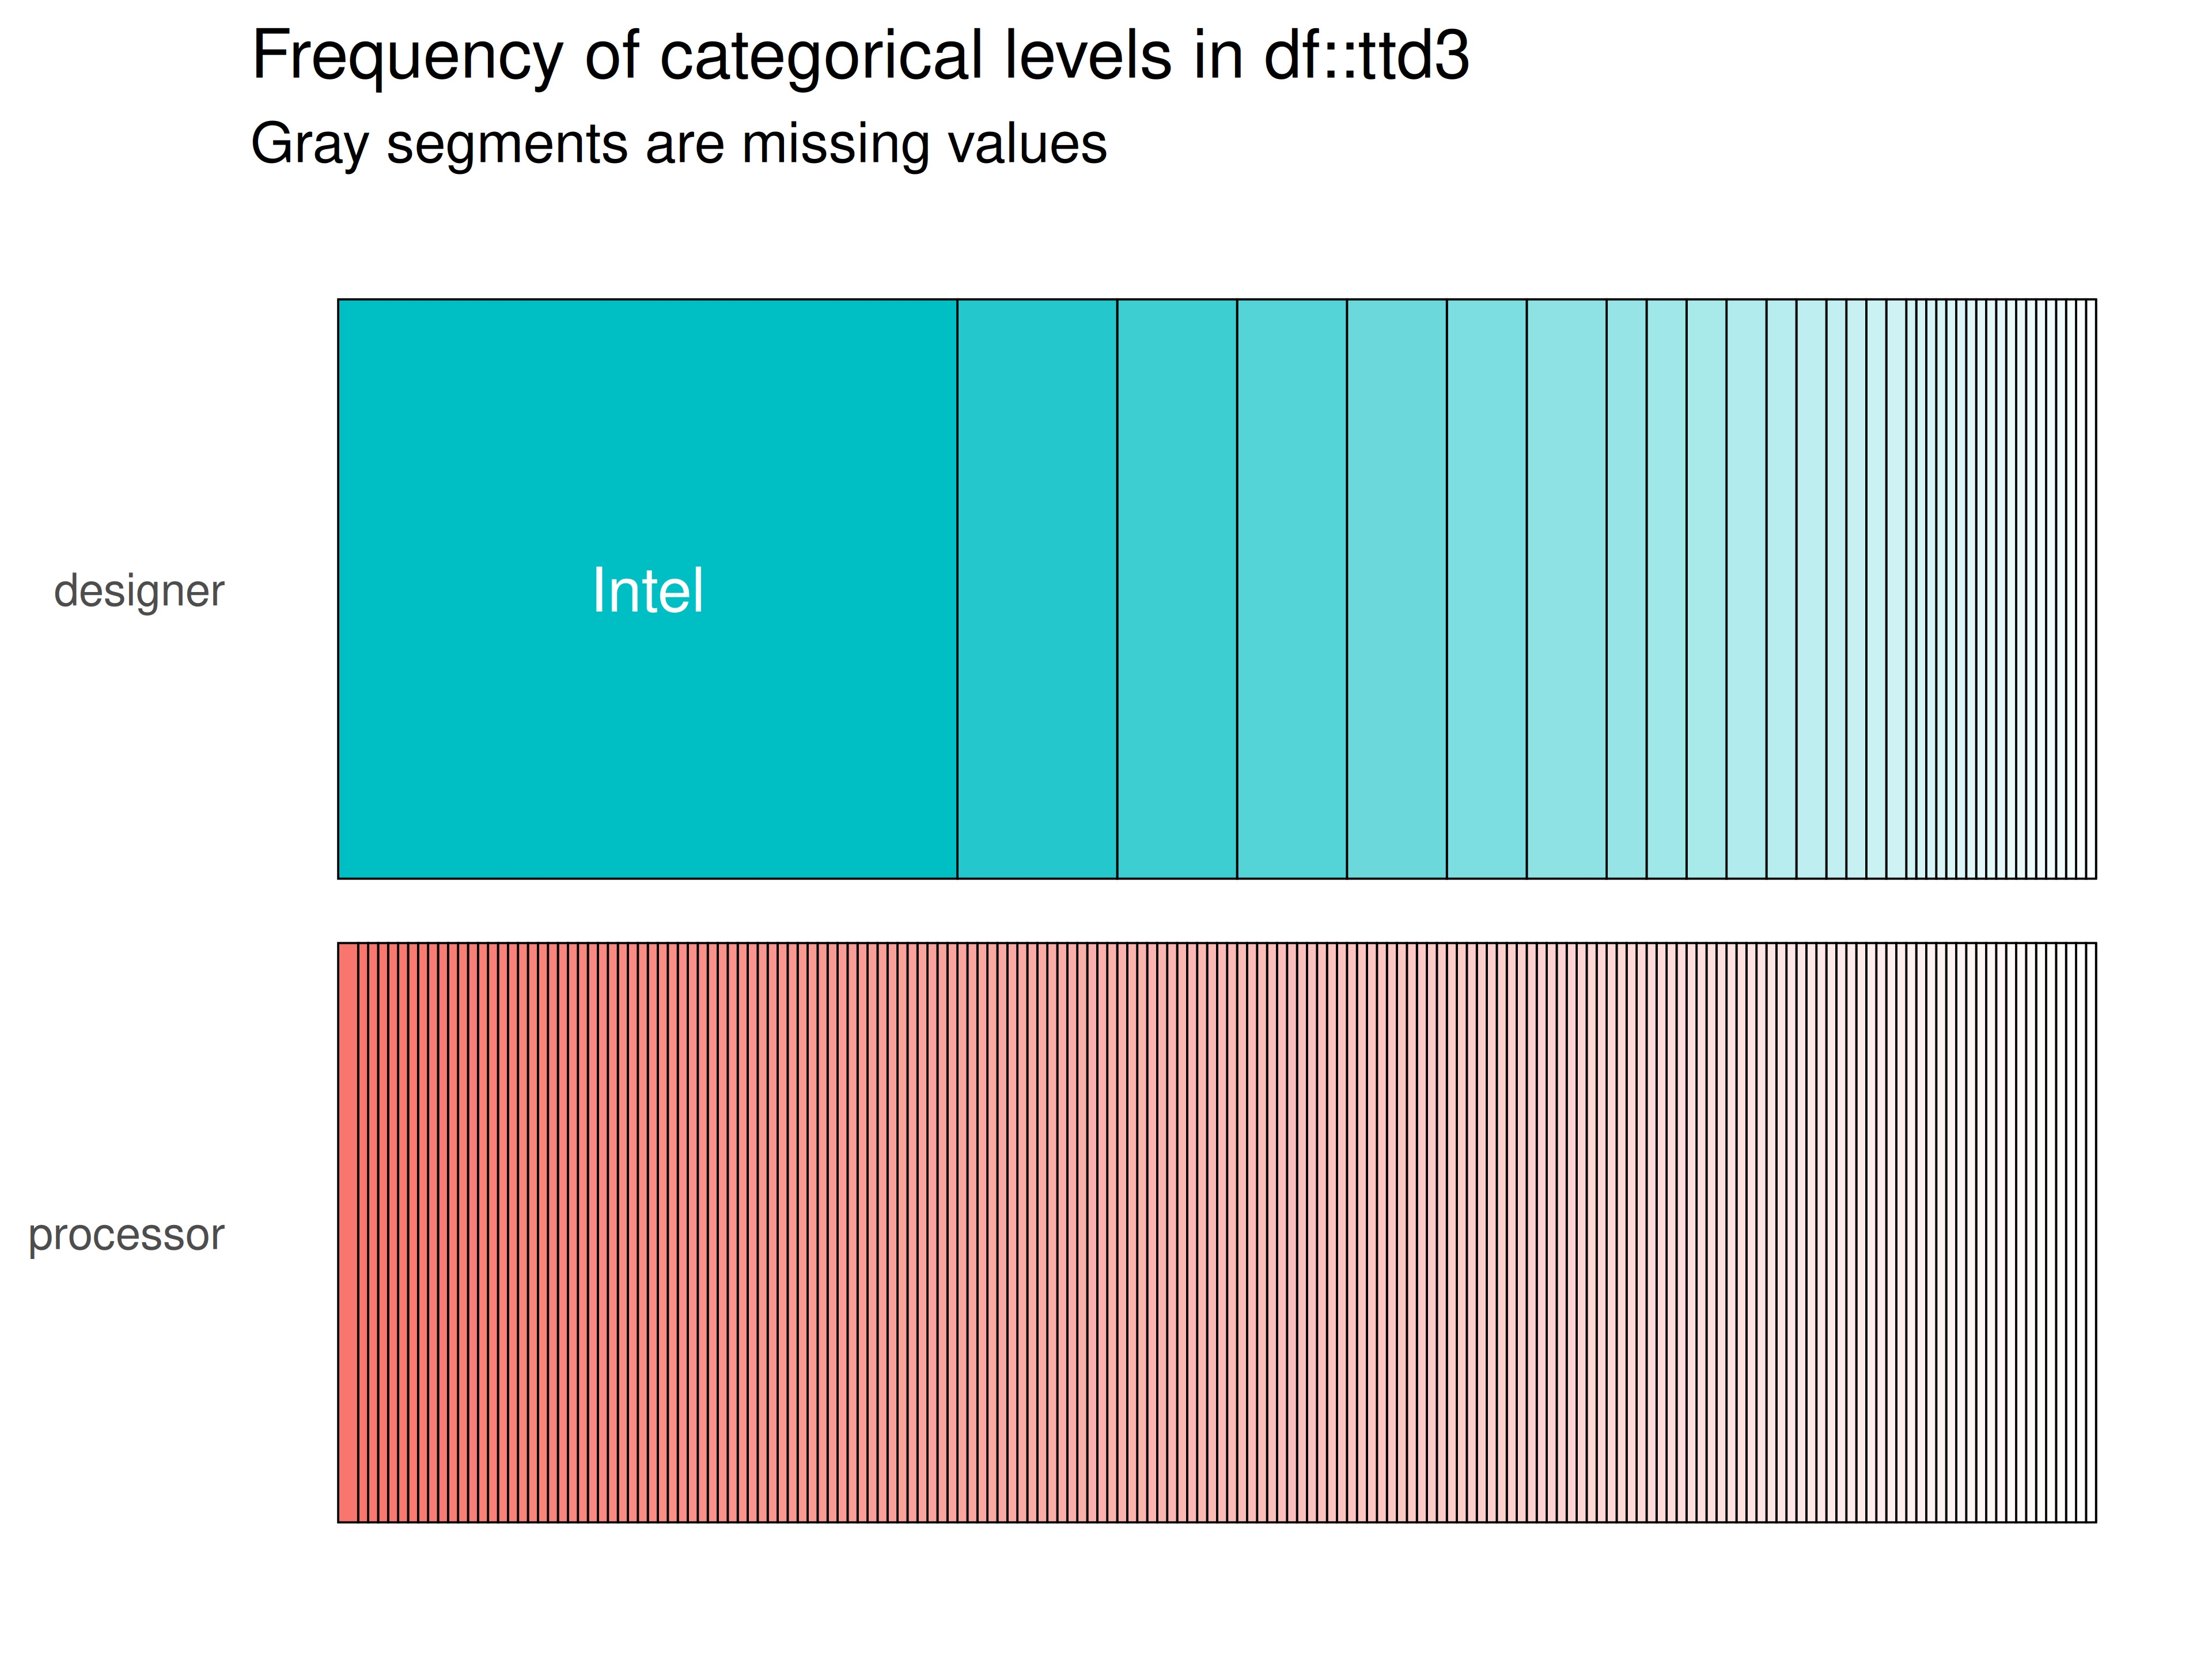 Frequency of categorical levels in df::ttd3
Gray segments are missing values
designer
Intel
processor